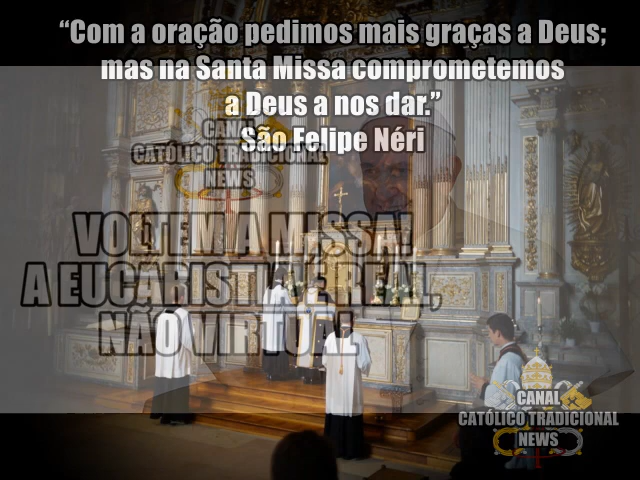 “Com a oração pedimos mais graças a Deus;
mas na Santa Missa comprometemos
a Deus a nos dar.”
São Felipe Néri
CANAL
CATÓLICO TRADICIONAL
NEWS
VOLTEM A MISSA!
A EUCARISTIA É REAL,
NÃO VIRTUAL
CANAL
CATÓLICO TRADICIONAL
NEWS